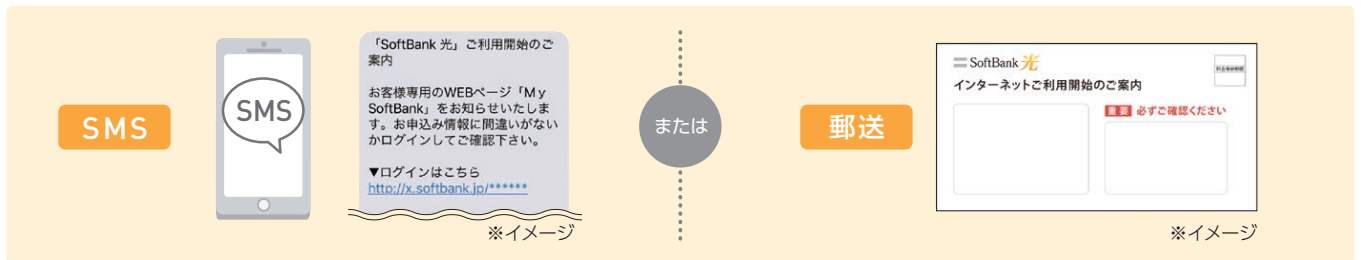 SMS
SMS
「SoftBank 光」ご利用開始のご
案内
お客様専用のWEBページ「My
SoftBank」をお知らせいたしま
す。お申込み情報に間違いがない
かログインしてご確認下さい。
▼ログインはこちら
http://x.softbank.jp/******
※イメージ
または
郵送
SoftBank 光
インターネットご利用開始のご案内
重要 必ずご確認ください
※イメージ